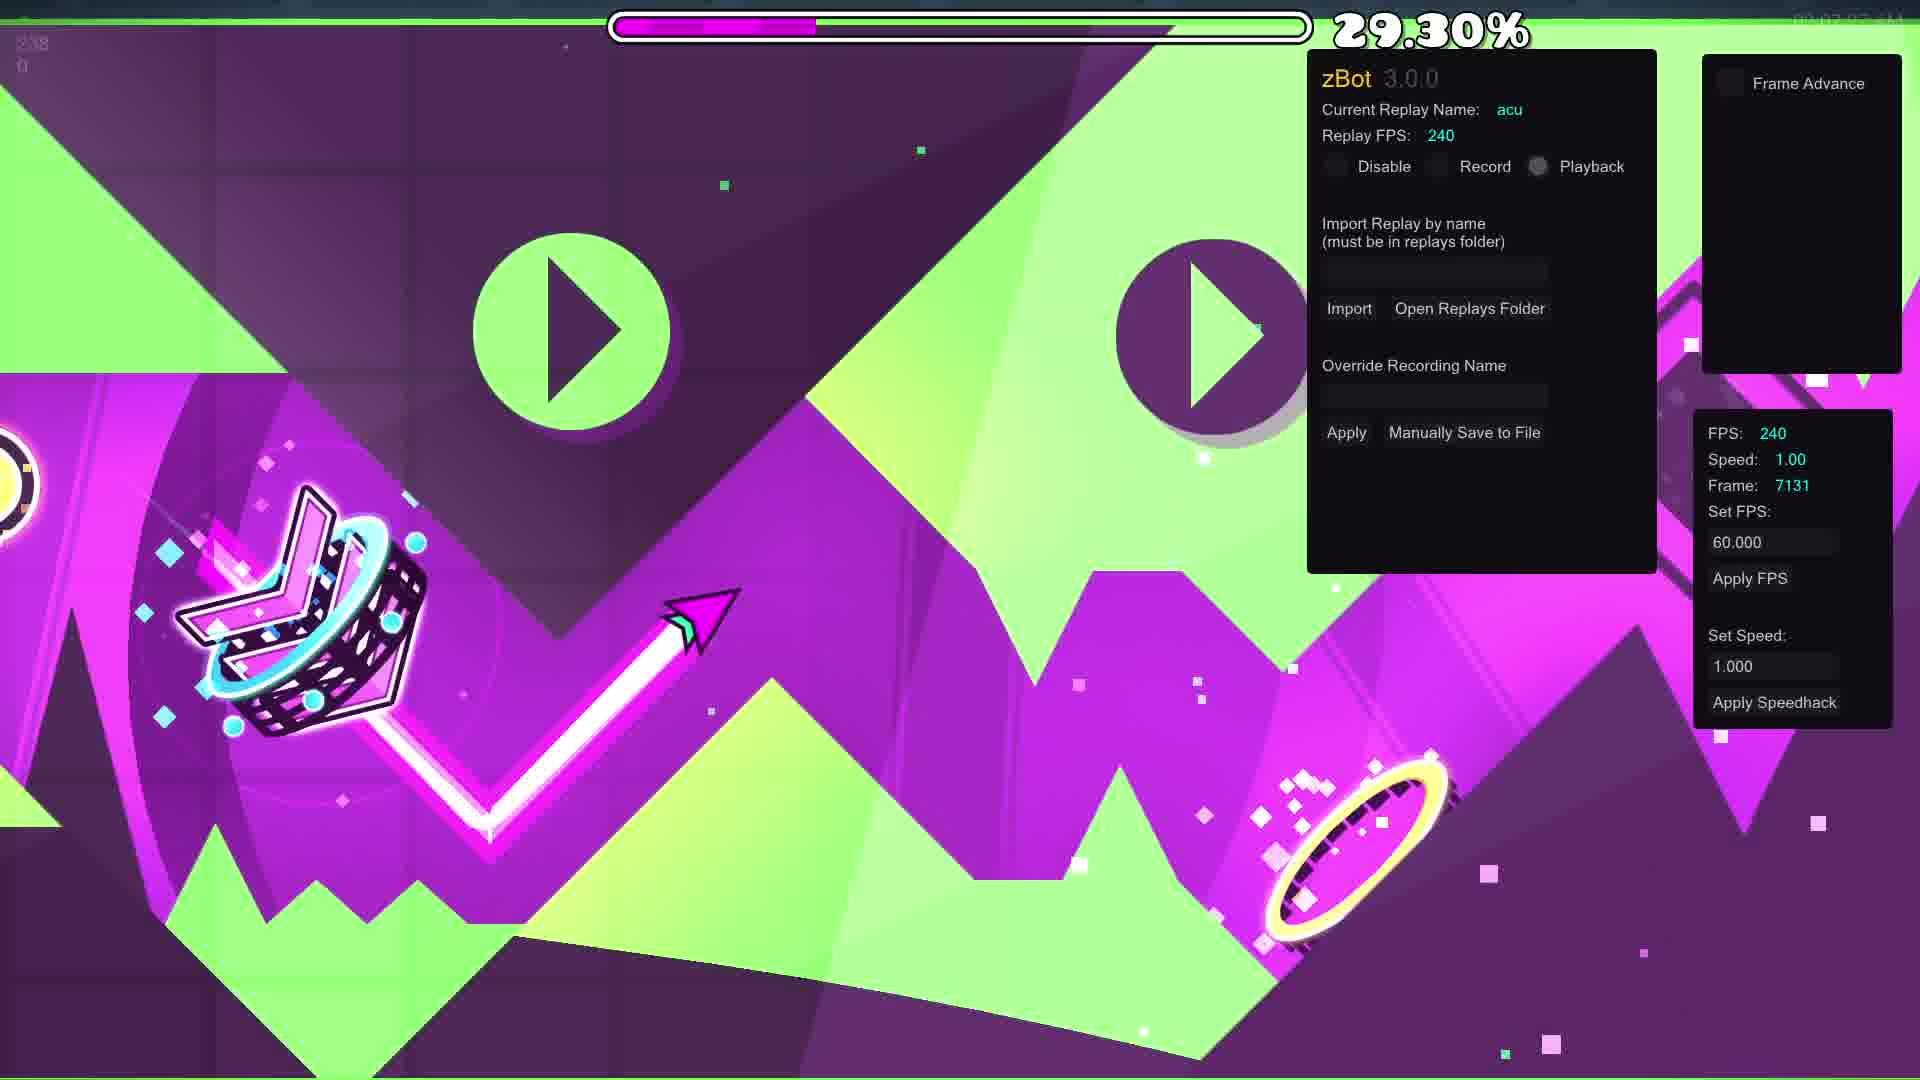 29.30%
238
0
zBot 3.0.0
Current Replay Name: acu
Replay FPS: 240
Disable Record Playback
Import Replay by name
(must be in replays folder)
Import Open Replays Folder
Override Recording Name
Apply Manually Save to File
Frame Advance
FPS: 240
Speed: 1.00
Frame: 7131
Set FPS:
60.000
Apply FPS
Set Speed:
1.000
Apply Speedhack